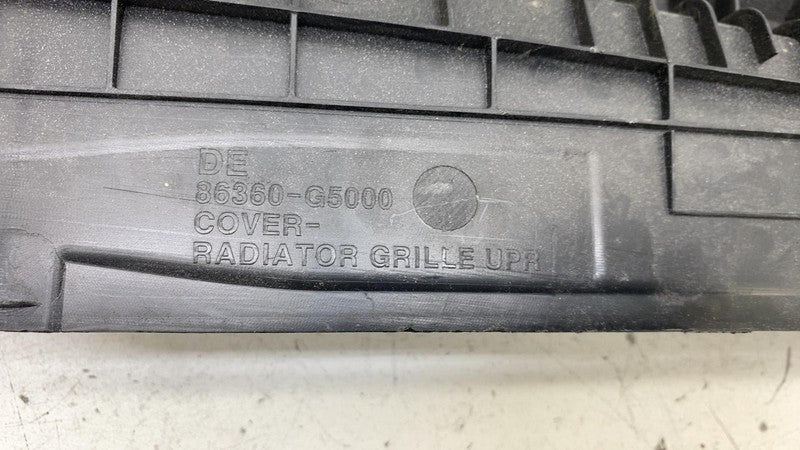 DE
86360-G5000
COVER-
RADIATOR GRILLE UPR